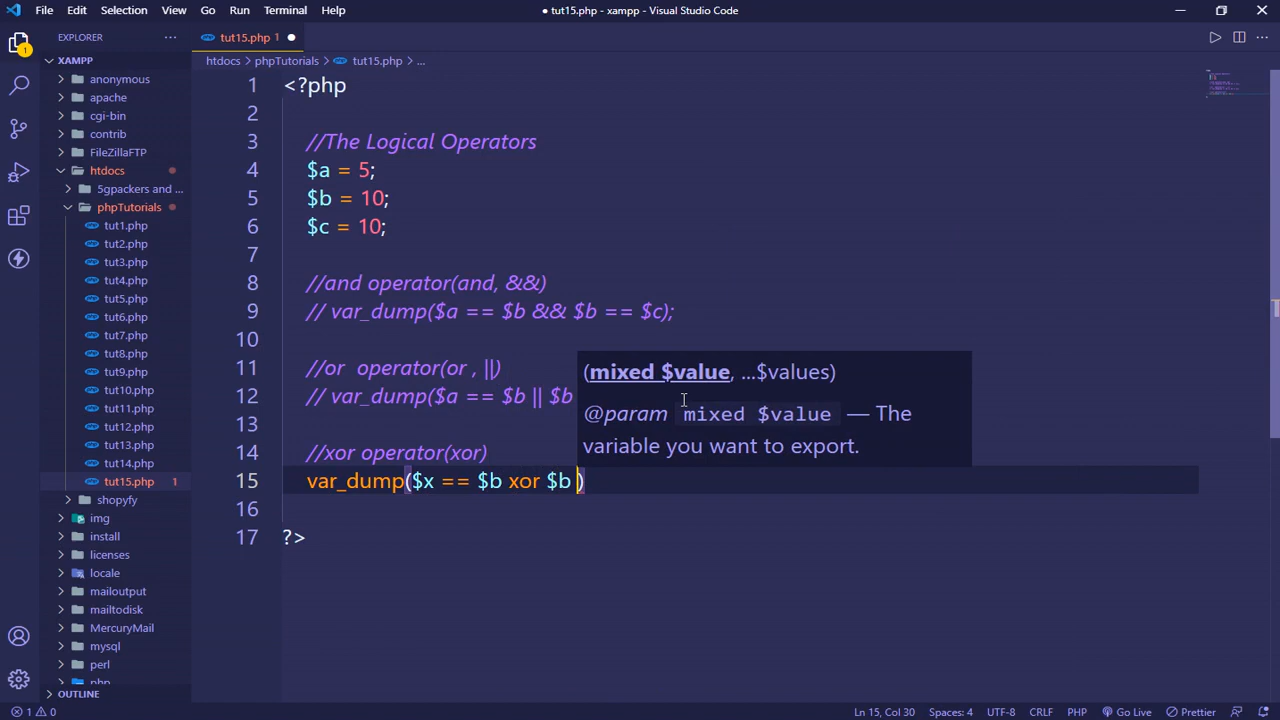 File Edit Selection View Go Run Terminal Help
● tut15.php - xampp - Visual Studio Code
EXPLORER
tut15.php 1
XAMPP
htdocs > phpTutorials > tut15.php > ...
anonymous
apache
cgi-bin
contrib
FileZillaFTP
htdocs
5gpackers and ...
phpTutorials
tut1.php
tut2.php
tut3.php
tut4.php
tut5.php
tut6.php
tut7.php
tut8.php
tut9.php
tut10.php
tut11.php
tut12.php
tut13.php
tut14.php
tut15.php 1
shopyfy
img
install
licenses
locale
mailoutput
mailtodisk
MercuryMail
mysql
perl
php
OUTLINE
1
1 <?php
2
3 //The Logical Operators
4 $a = 5;
5 $b = 10;
6 $c = 10;
7
8 //and operator(and, &&)
9 // var_dump($a == $b && $b == $c);
10
11 //or  operator(or , ||)
12 // var_dump($a == $b || $b
13
14 //xor operator(xor)
15 var_dump($x == $b xor $b )
16
17 ?>
(mixed $value, ...$values)
@param mixed $value — The
variable you want to export.
1 0
Ln 15, Col 30 Spaces: 4 UTF-8 CRLF PHP Go Live Prettier